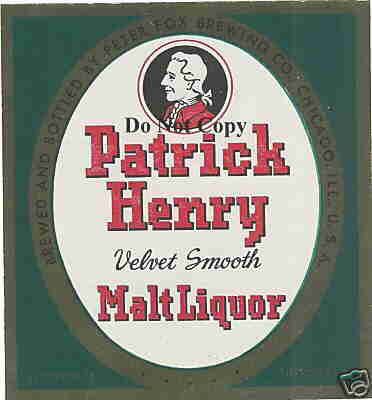 BREWED AND BOTTLED BY PETER FOX BREWING CO., CHICAGO, ILL., U.S.A.
Do Not Copy
Patrick
Henry
Velvet Smooth
Malt Liquor